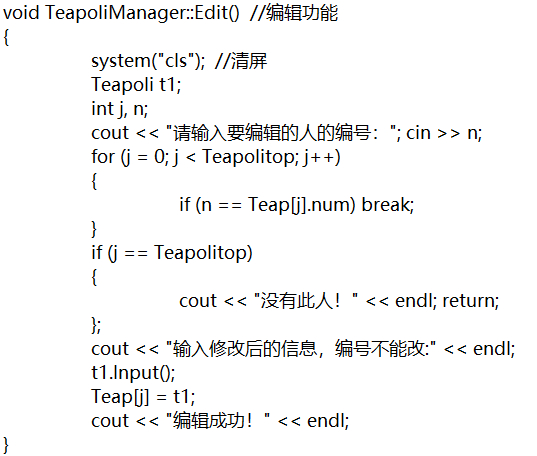 void TeapoliManager::Edit()  //编辑功能
{
system("cls");  //清屏
Teapoli t1;
int j, n;
cout << "请输入要编辑的人的编号："; cin >> n;
for (j = 0; j < Teapolitop; j++)
{
if (n == Teap[j].num) break;
}
if (j == Teapolitop)
{
cout << "没有此人！" << endl; return;
};
cout << "输入修改后的信息，编号不能改:" << endl;
t1.Input();
Teap[j] = t1;
cout << "编辑成功！" << endl;
}